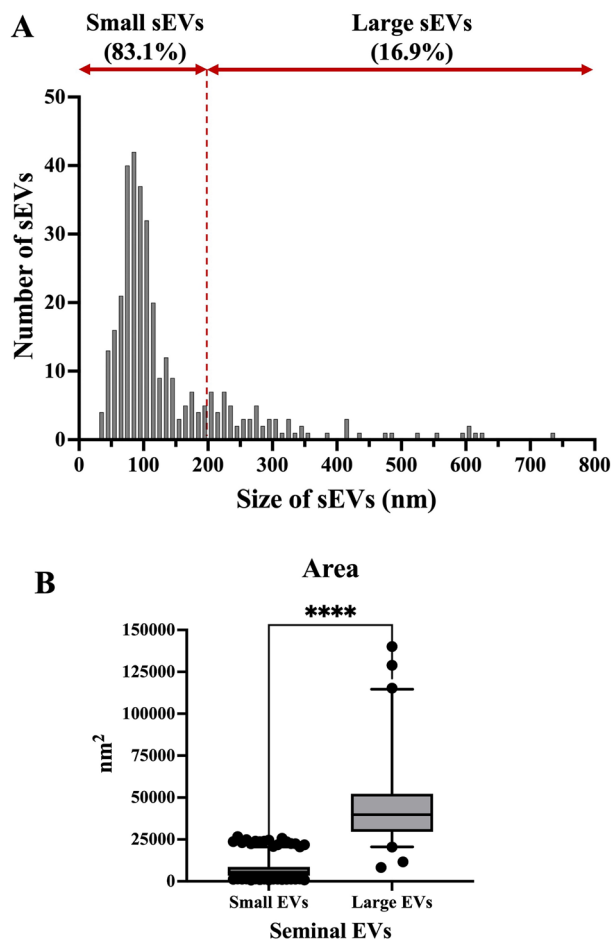 A
Small sEVs
(83.1%)
Large sEVs
(16.9%)
Number of sEVs
50
40
30
20
10
0
0 100 200 300 400 500 600 700 800
Size of sEVs (nm)
B
Area
****
nm²
150000
125000
100000
75000
50000
25000
0
Small EVs Large EVs
Seminal EVs